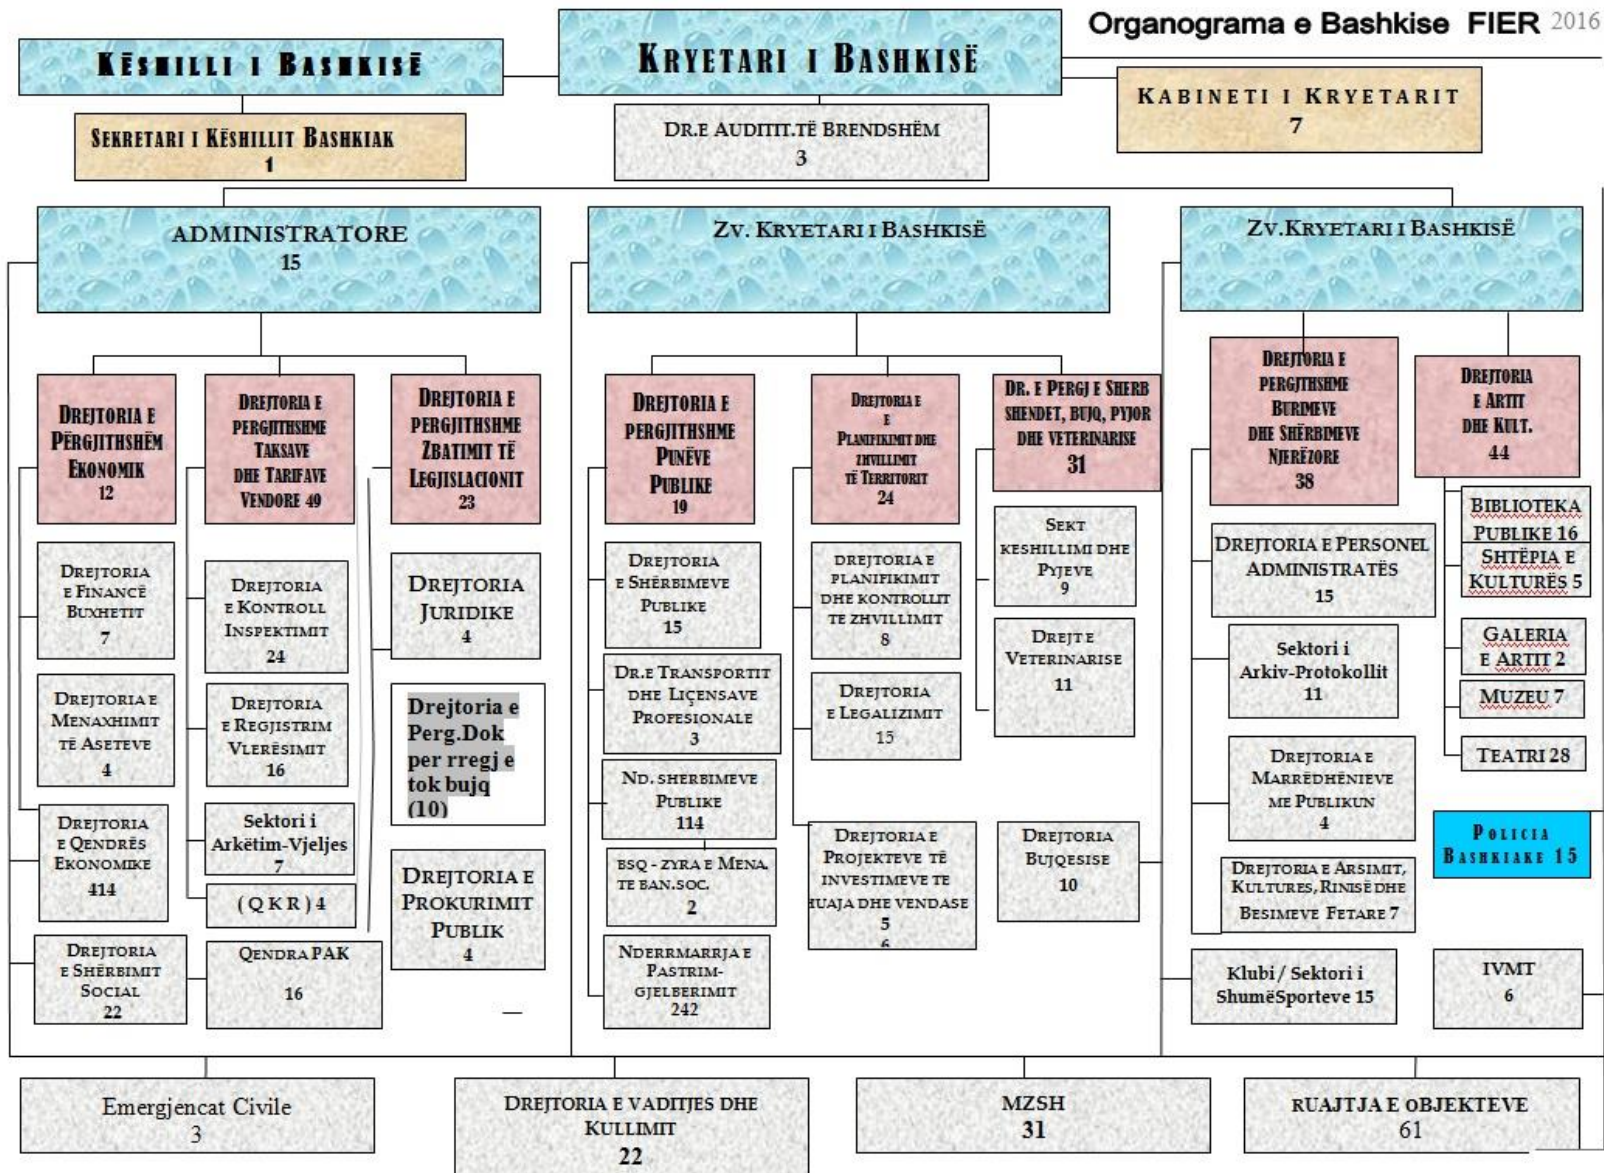 Organograma e Bashkise FIER 2016
KËSHILLI I BASHKISË
KRYETARI I BASHKISË
KABINETI I KRYETARIT
7
SEKRETARI I KËSHILLIT BASHKIAK
1
DR.E AUDITIT.TË BRENDSHËM
3
ADMINISTRATORE
15
ZV. KRYETARI I BASHKISË
ZV.KRYETARI I BASHKISË
DREJTORIA E
PËRGJITHSHËM
EKONOMIK
12
DREJTORIA E
PERGJITHSHME
TAKSAVE
DHE TARIFAVE
VENDORE 49
DREJTORIA E
PERGJITHSHME
ZBATIMIT TË
LEGJISLACIONIT
23
DREJTORIA E
PERGJITHSHME
PUNËVE
PUBLIKE
19
DREJTORIA E
E
PLANIFIKIMIT DHE
ZHVILLIMIT
TË TERRITORIT
24
DR. E PERGJ E SHERB
SHENDET, BUJQ, PYJOR
DHE VETERINARISE
31
DREJTORIA E
PERGJTHSHME
BURIMEVE
DHE SHËRBIMEVE
NJERËZORE
38
DREJTORIA
E ARTIT
DHE KULT.
44
DREJTORIA
E FINANCË
BUXHETIT
7
DREJTORIA E
MENAXHIMIT
TË ASETEVE
4
DREJTORIA
E QENDRËS
EKONOMIKE
414
DREJTORIA
E SHËRBIMIT
SOCIAL
22
DREJTORIA
E KONTROLL
INSPEKTIMIT
24
DREJTORIA
E REGJISTRIM
VLERËSIMIT
16
Sektori i
Arkëtim-Vjeljes
7
( Q K R ) 4
QENDRA PAK
16
DREJTORIA
JURIDIKE
4
Drejtoria e
Perg.Dok
per rregj e
tok bujq
(10)
DREJTORIA E
PROKURIMIT
PUBLIK
4
DREJTORIA
E SHËRBIMEVE
PUBLIKE
15
DR.E TRANSPORTIT
DHE LIÇENSAVE
PROFESIONALE
3
ND. SHERBIMEVE
PUBLIKE
114
BSQ - ZYRA E MENA.
TE BAN.SOC.
2
NDERRMARRJA E
PASTRIM-
GJELBERIMIT
242
DREJTORIA E
PLANIFIKIMIT
DHE KONTROLLIT
TË ZHVILLIMIT
8
DREJTORIA
E LEGALIZIMIT
15
DREJTORIA E
PROJEKTEVE TË
INVESTIMEVE TE
HUAJA DHE VENDASE
5
6
SEKT
KESHILLIMI DHE
PYJEVE
9
DREJT E
VETERINARISE
11
DREJTORIA
BUJQESISE
10
DREJTORIA E PERSONEL
ADMINISTRATËS
15
Sektori i
Arkiv-Protokollit
11
DREJTORIA E
MARRËDHËNIEVE
ME PUBLIKUN
4
DREJTORIA E ARSIMIT,
KULTURES, RINISË DHE
BESIMEVE FETARE 7
Klubi/ Sektori i
ShumëSporteve 15
BIBLIOTEKA
PUBLIKE 16
SHTËPIA E
KULTURËS 5
GALERIA
E ARTIT 2
MUZEU 7
TEATRI 28
POLICIA
BASHKIAKE 15
IVMT
6
Emergjencat Civile
3
DREJTORIA E VADITJES DHE
KULLIMIT
22
MZSH
31
RUAJTJA E OBJEKTEVE
61